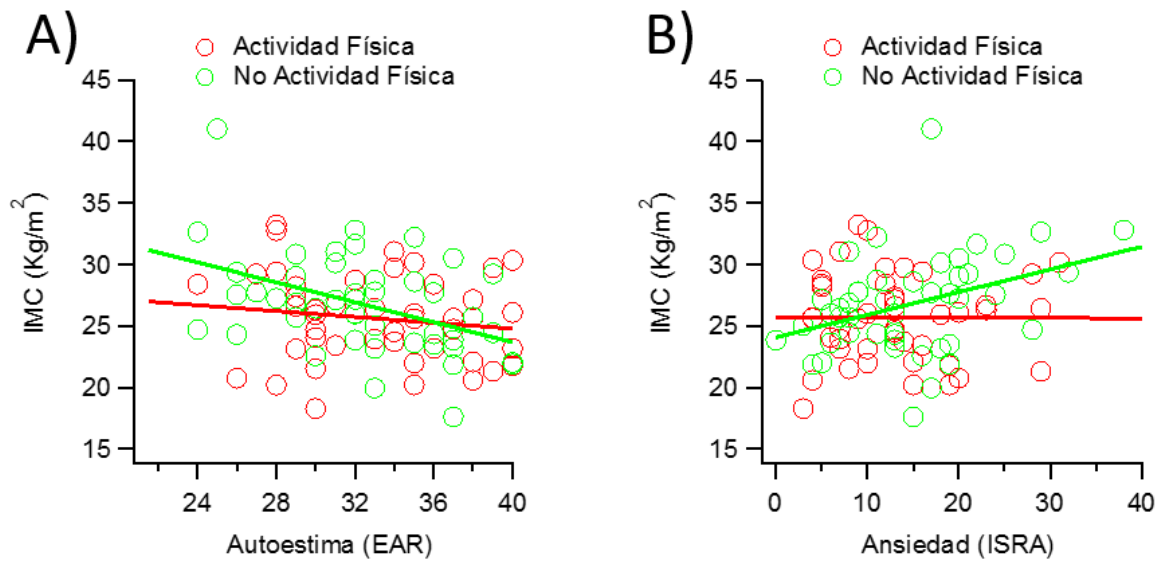 A)
Actividad Física
No Actividad Física
45
40
35
30
25
20
15
IMC (Kg/m²)
24 28 32 36 40
Autoestima (EAR)
B)
Actividad Física
No Actividad Física
45
40
35
30
25
20
15
IMC (Kg/m²)
0 10 20 30 40
Ansiedad (ISRA)